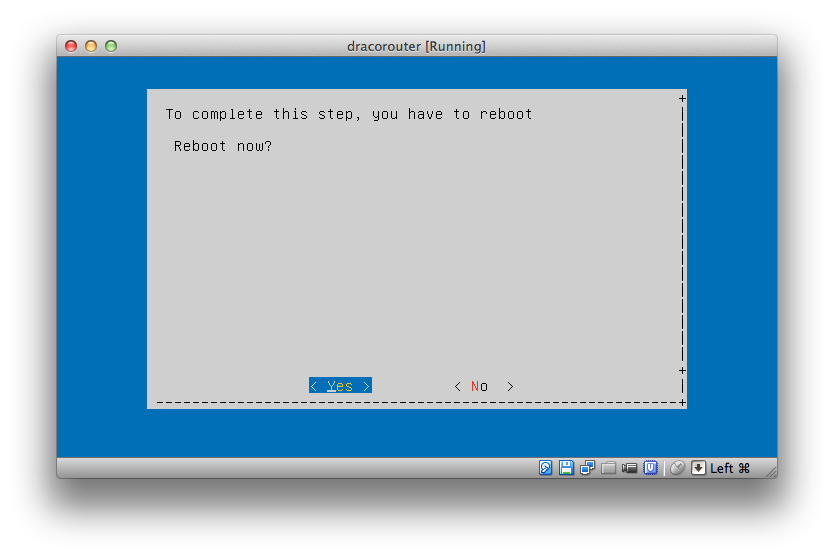 dracorouter [Running]
To complete this step, you have to reboot
Reboot now?
< Yes > < No >
Left ⌘